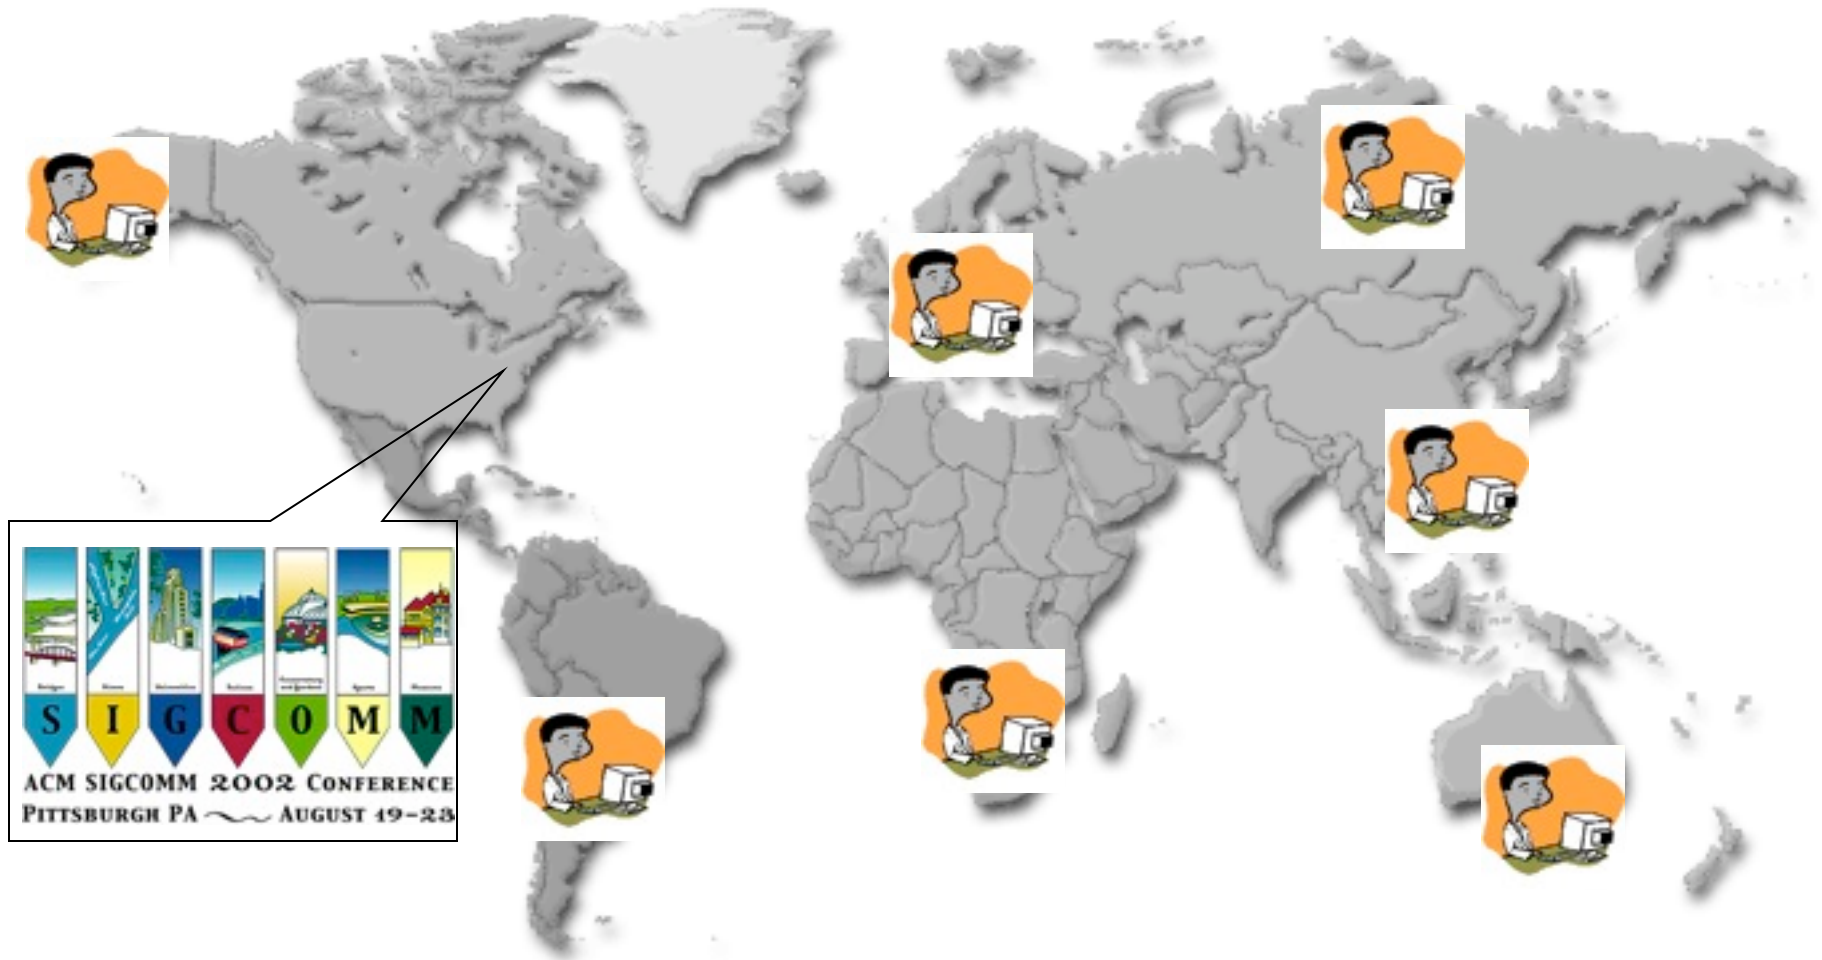 S I G C O M M
ACM SIGCOMM 2002 Conference
Pittsburgh PA August 19-23